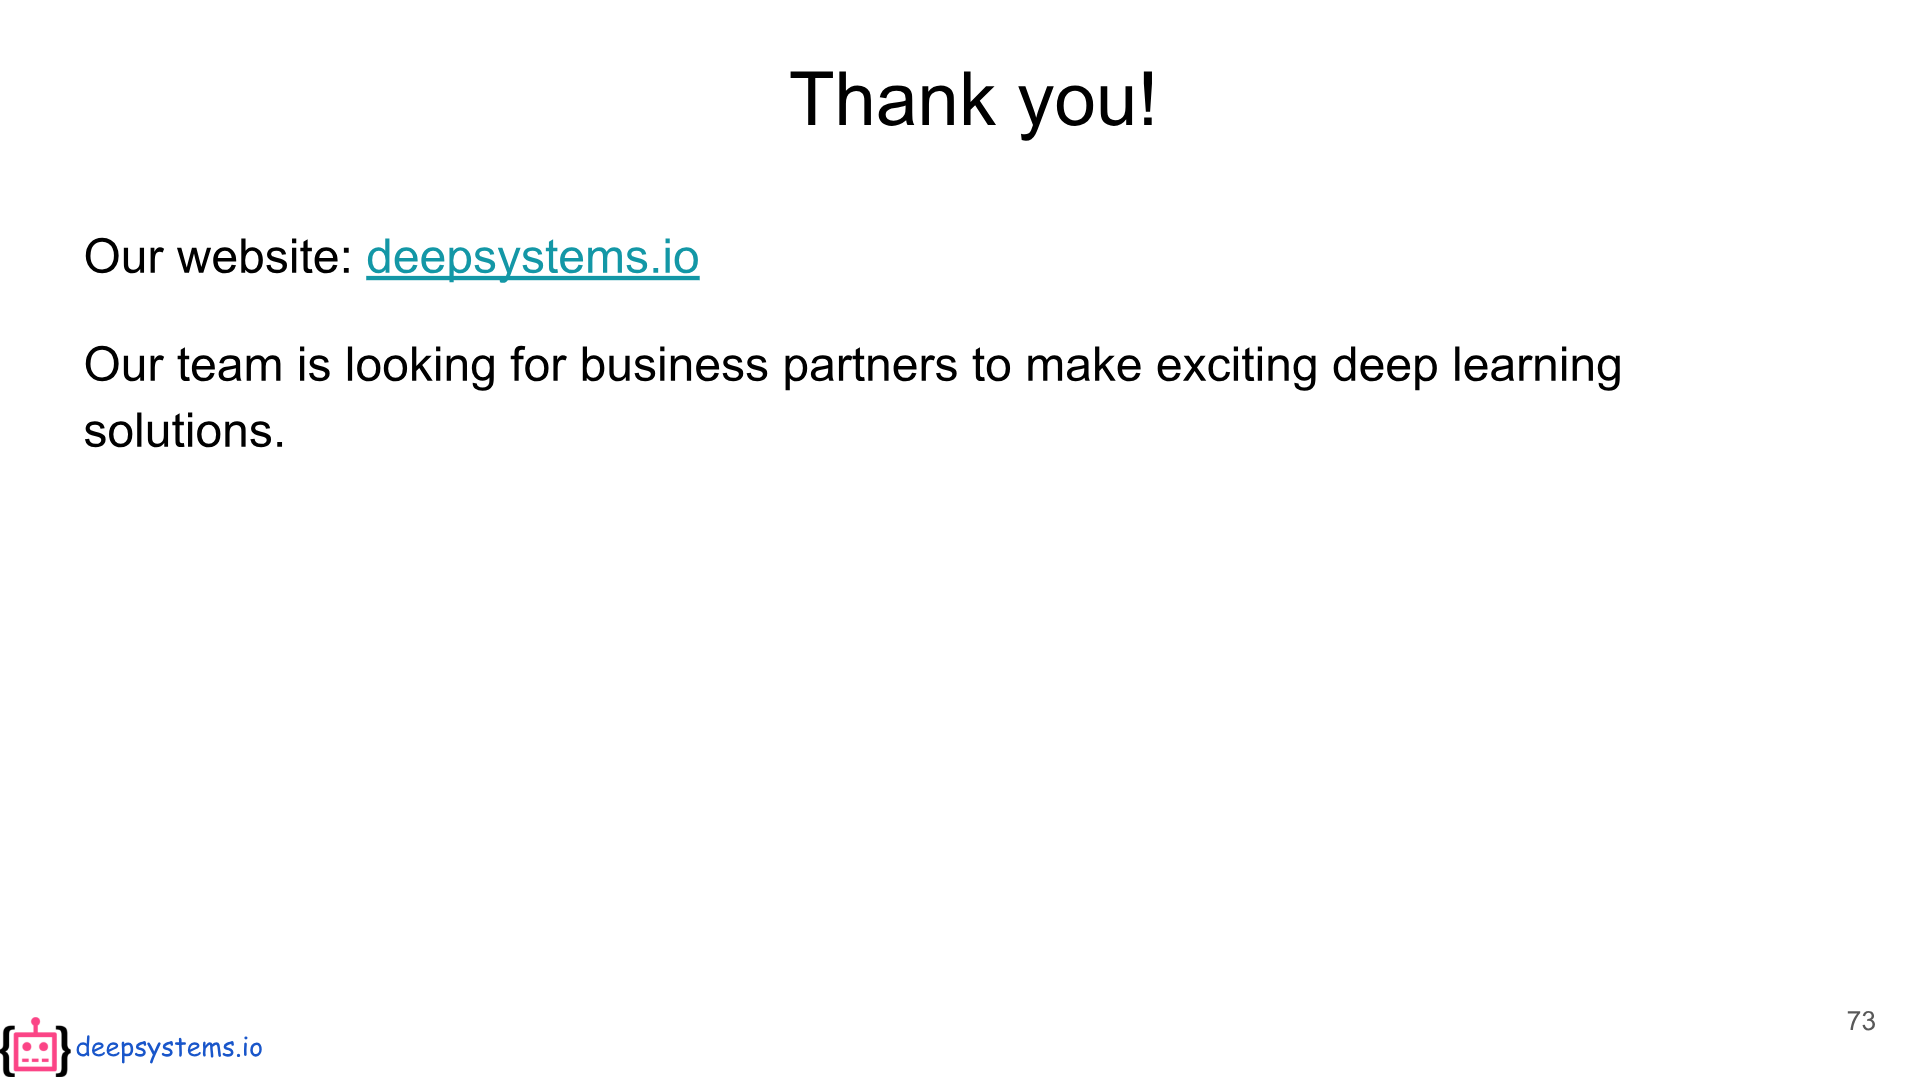 Thank you!
Our website: deepsystems.io
Our team is looking for business partners to make exciting deep learning
solutions.
deepsystems.io
73